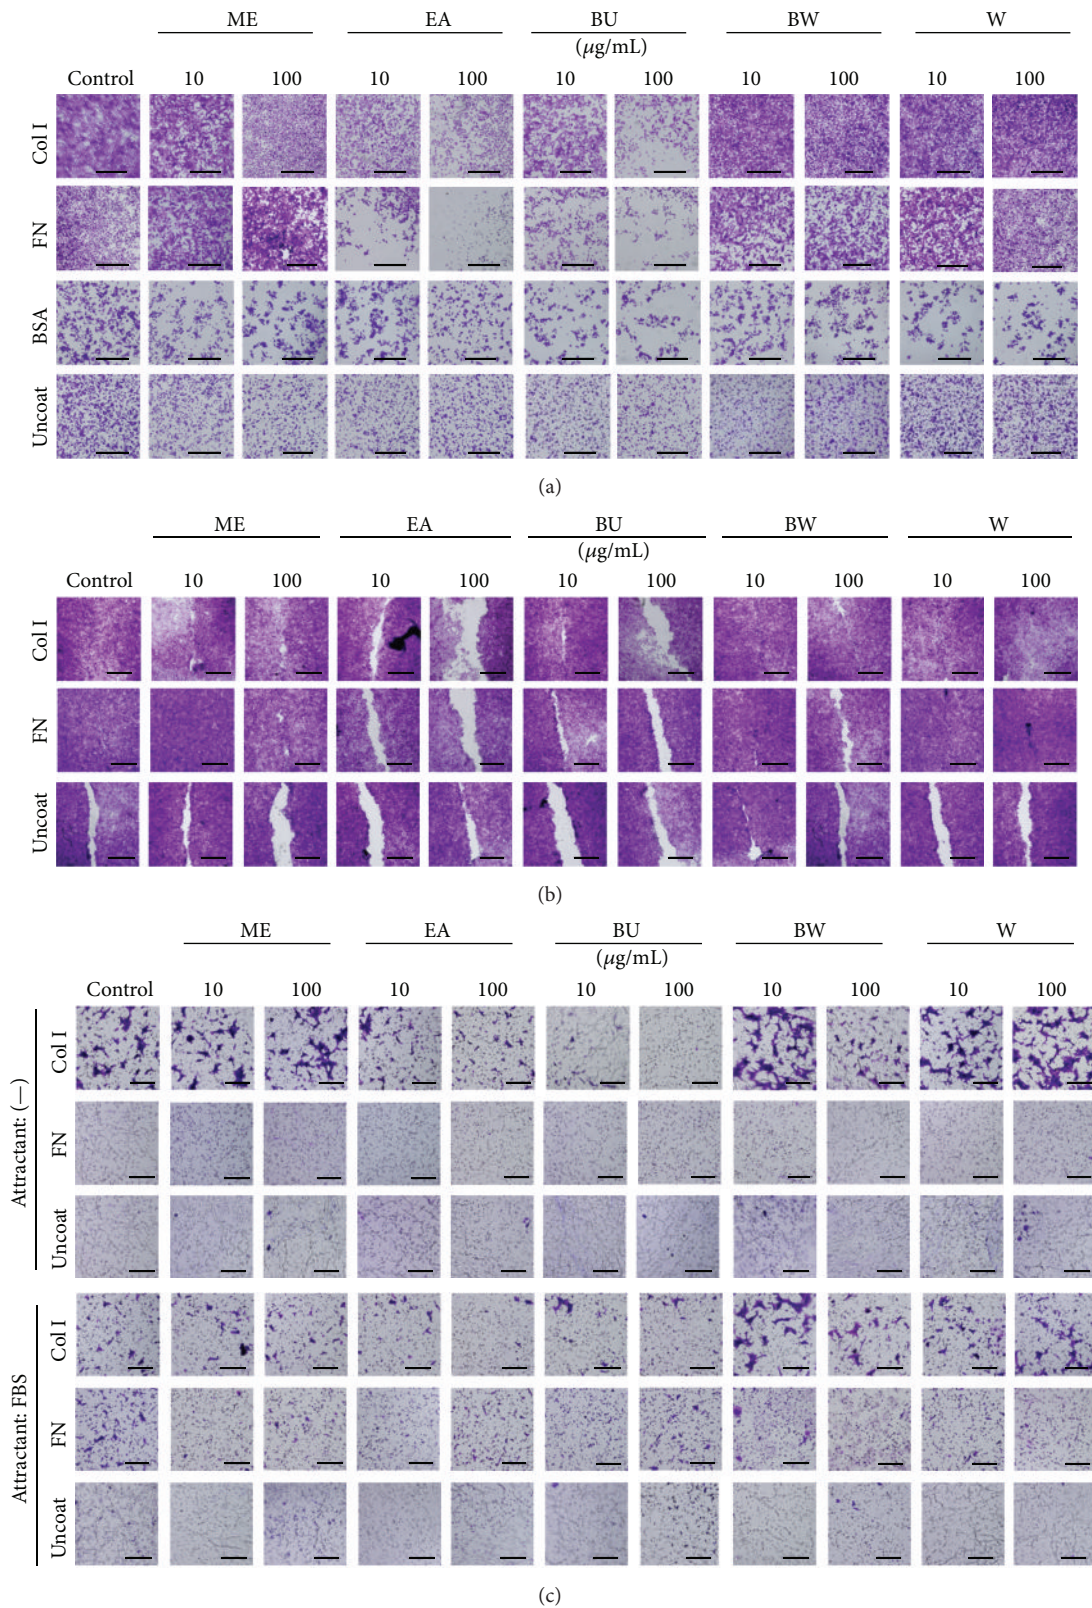 (a)
ME EA BU BW W
(μg/mL)
Control 10 100 10 100 10 100 10 100 10 100
Col I
FN
BSA
Uncoat
(a)
ME EA BU BW W
(μg/mL)
Control 10 100 10 100 10 100 10 100 10 100
Col I
FN
Uncoat
(b)
ME EA BU BW W
(μg/mL)
Control 10 100 10 100 10 100 10 100 10 100
Attractant: (—)
Col I
FN
Uncoat
Attractant: FBS
Col I
FN
Uncoat
(c)